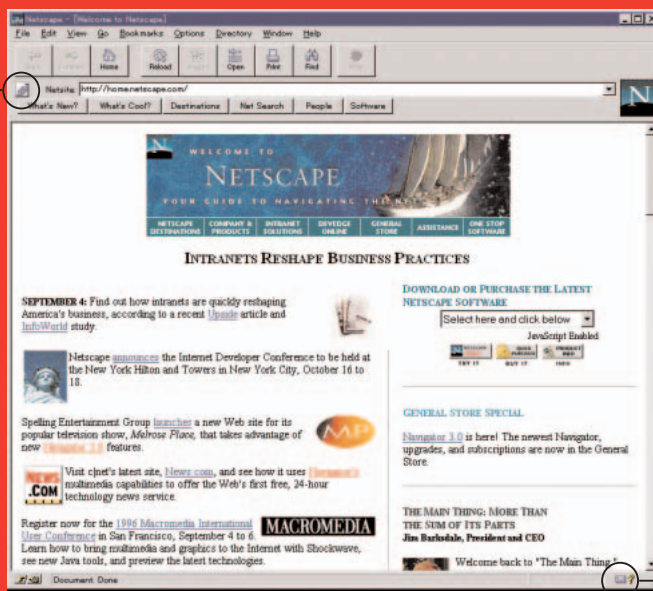 Netscape - [Welcome to Netscape]
File Edit View Go Bookmarks Options Directory Window Help
Home Reload Open Print Find
Netsite: http://home.netscape.com/
What's New? What's Cool? Destinations Net Search People Software
N
N
WELCOME TO
NETSCAPE
YOUR GUIDE TO NAVIGATING THE NET
NETSCAPE DESTINATIONS
COMPANY & PRODUCTS
INTRANET SOLUTIONS
DEVEDGE ONLINE
GENERAL STORE
ASSISTANCE
ONE STOP SOFTWARE
INTRANETS RESHAPE BUSINESS PRACTICES
SEPTEMBER 4: Find out how intranets are quickly reshaping
America's business, according to a recent Upside article and
InfoWorld study.
Netscape announces the Internet Developer Conference to be held at
the New York Hilton and Towers in New York City, October 16 to
18.
Spelling Entertainment Group launches a new Web site for its
popular television show, Melrose Place, that takes advantage of
new features.
MP
NEWS
.COM
Visit c|net's latest site, News.com, and see how it uses
multimedia capabilities to offer the Web's first free, 24-hour
technology news service.
Register now for the 1996 Macromedia International
User Conference in San Francisco, September 4 to 6.
Learn how to bring multimedia and graphics to the Internet with Shockwave,
see new Java tools, and preview the latest technologies.
MACROMEDIA
DOWNLOAD OR PURCHASE THE LATEST
NETSCAPE SOFTWARE
Select here and click below
JavaScript Enabled
TRY IT BUY IT INFO
GENERAL STORE SPECIAL
Navigator 3.0 is here! The newest Navigator,
upgrades, and subscriptions are now in the General
Store.
THE MAIN THING: MORE THAN
THE SUM OF ITS PARTS
Jim Barksdale, President and CEO
Welcome back to "The Main Thing,"
Document: Done